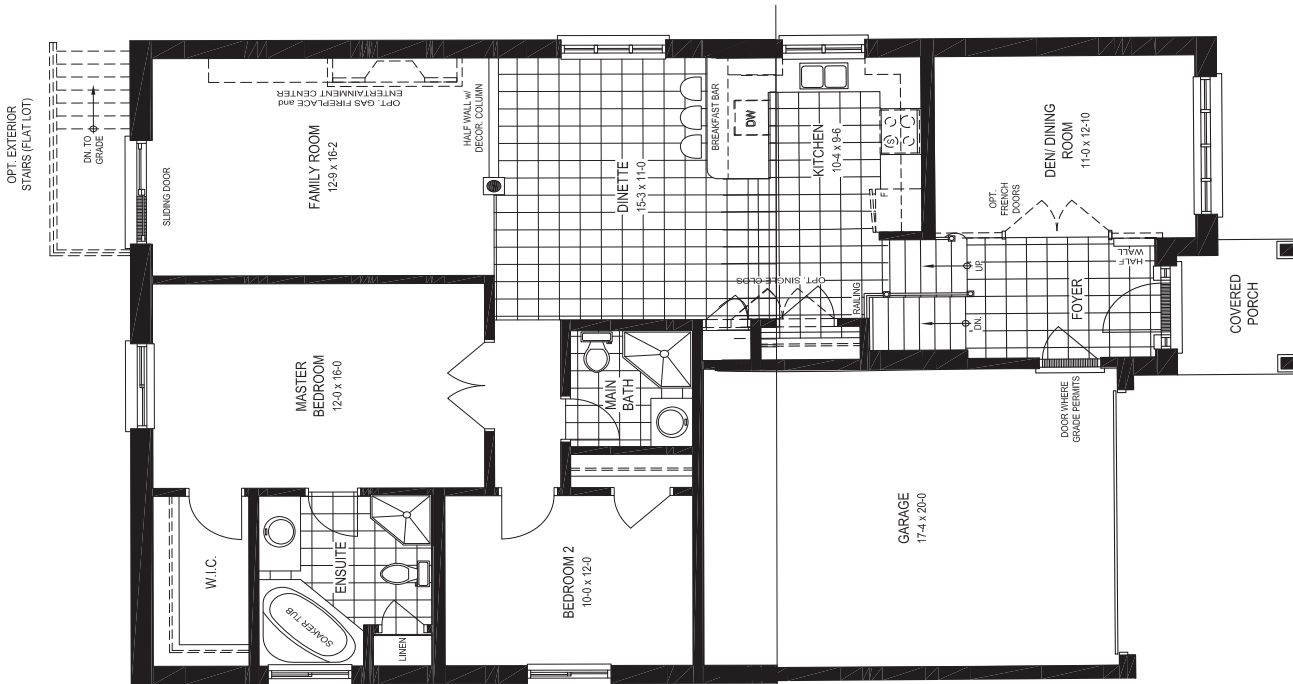 OPT. EXTERIOR
STAIRS (FLAT LOT)
DN. TO
GRADE
SLIDING DOOR
OPT. GAS FIREPLACE and
ENTERTAINMENT CENTER
FAMILY ROOM
12-9 x 16-2
HALF WALL w/
DECOR. COLUMN
DINETTE
15-3 x 11-0
BREAKFAST BAR
DW
KITCHEN
10-4 x 9-6
S
F
DEN/ DINING
ROOM
11-0 x 12-10
OPT.
FRENCH
DOORS
HALF
WALL
UP
DN.
RAILING
OPT. SINGLE CLOS
FOYER
COVERED
PORCH
MASTER
BEDROOM
12-0 x 16-0
MAIN
BATH
DOOR WHERE
GRADE PERMITS
GARAGE
17-4 x 20-0
W.I.C.
ENSUITE
SOAKER TUB
LINEN
BEDROOM 2
10-0 x 12-0